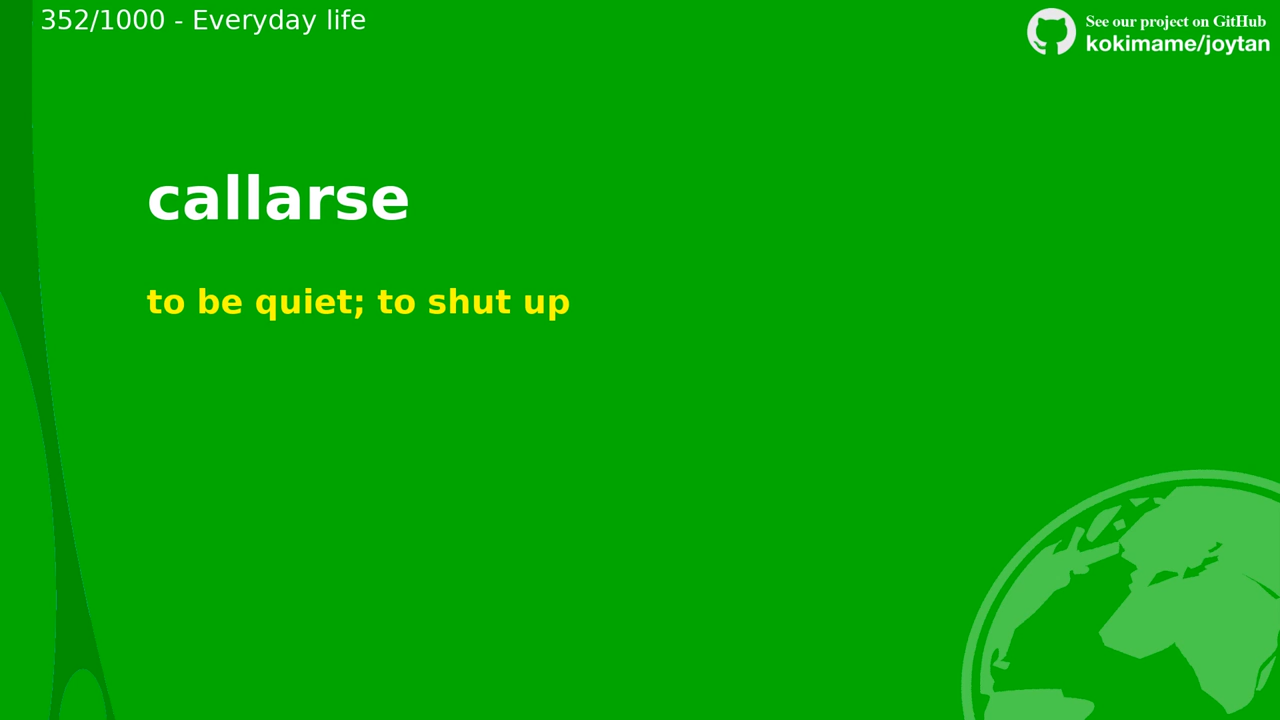 352/1000 - Everyday life
See our project on GitHub
kokimame/joytan
callarse
to be quiet; to shut up